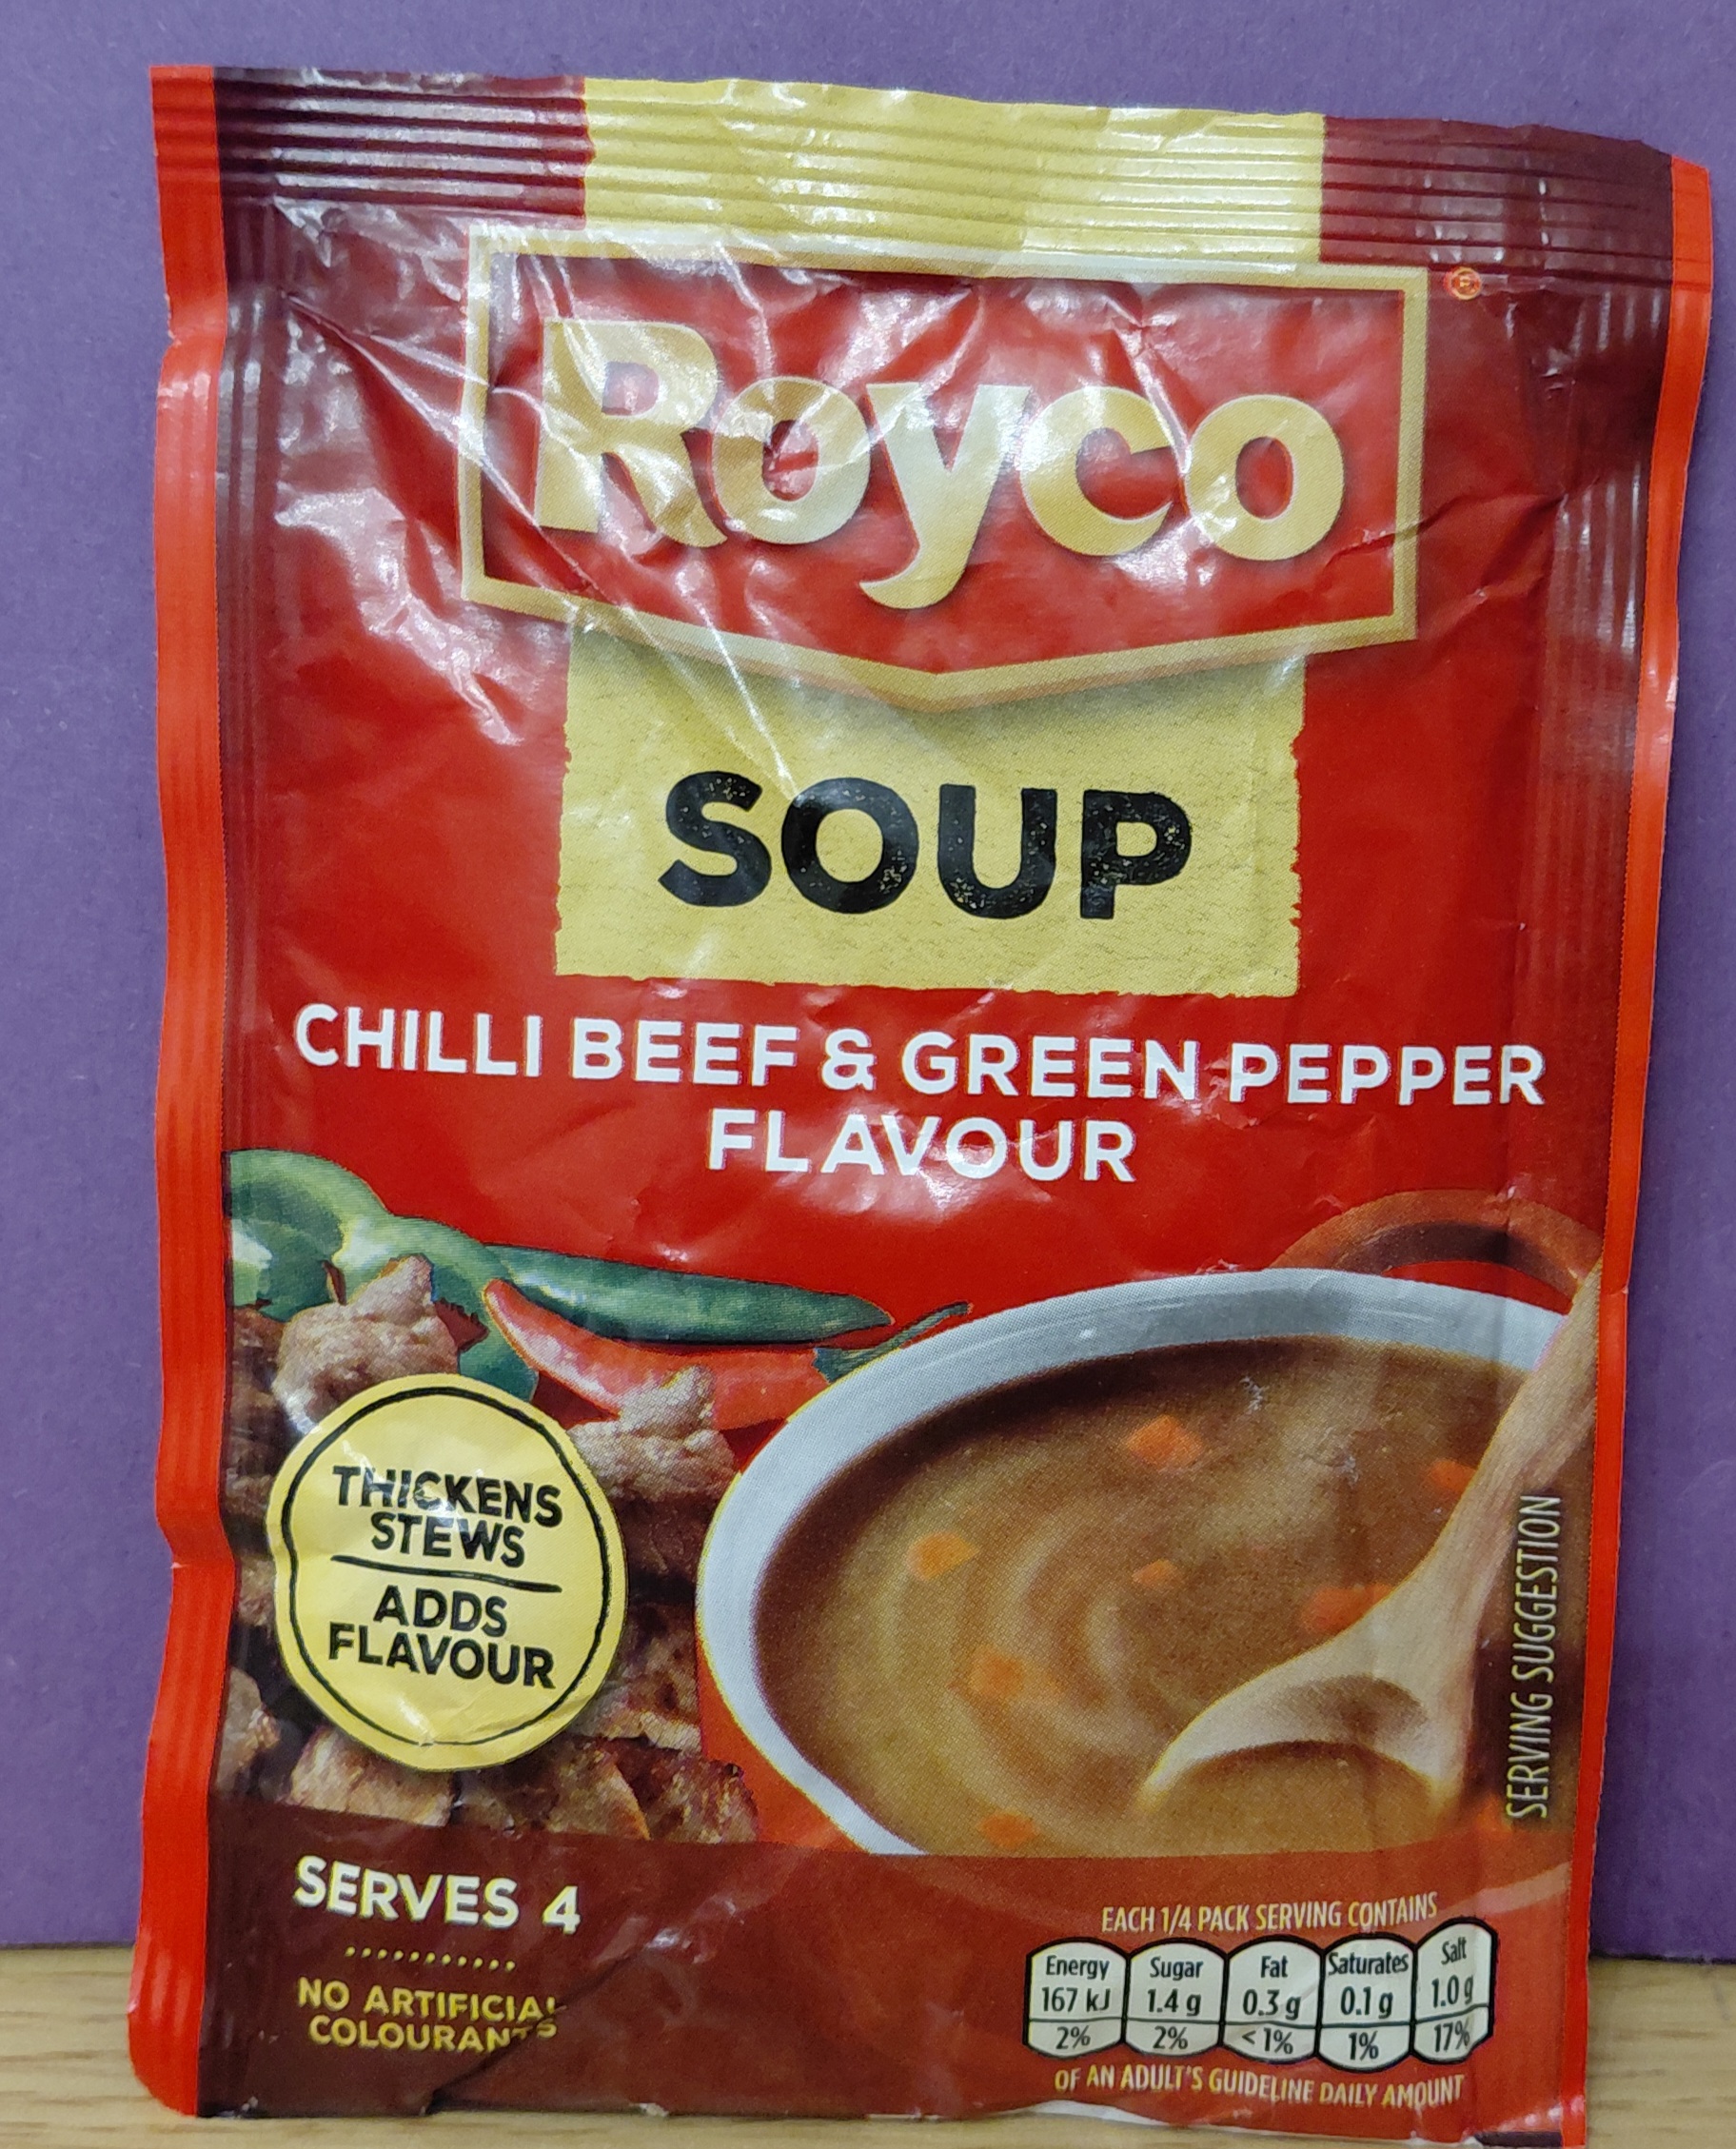 Royco
SOUP
CHILLI BEEF & GREEN PEPPER
FLAVOUR
THICKENS
STEWS
ADDS
FLAVOUR
SERVING SUGGESTION
SERVES 4
NO ARTIFICIAL
COLOURANTS
EACH 1/4 PACK SERVING CONTAINS
Energy Sugar Fat Saturates Salt
167 kJ 1.4 g 0.3 g 0.1 g 1.0 g
2% 2% <1% 1% 17%
OF AN ADULT'S GUIDELINE DAILY AMOUNT